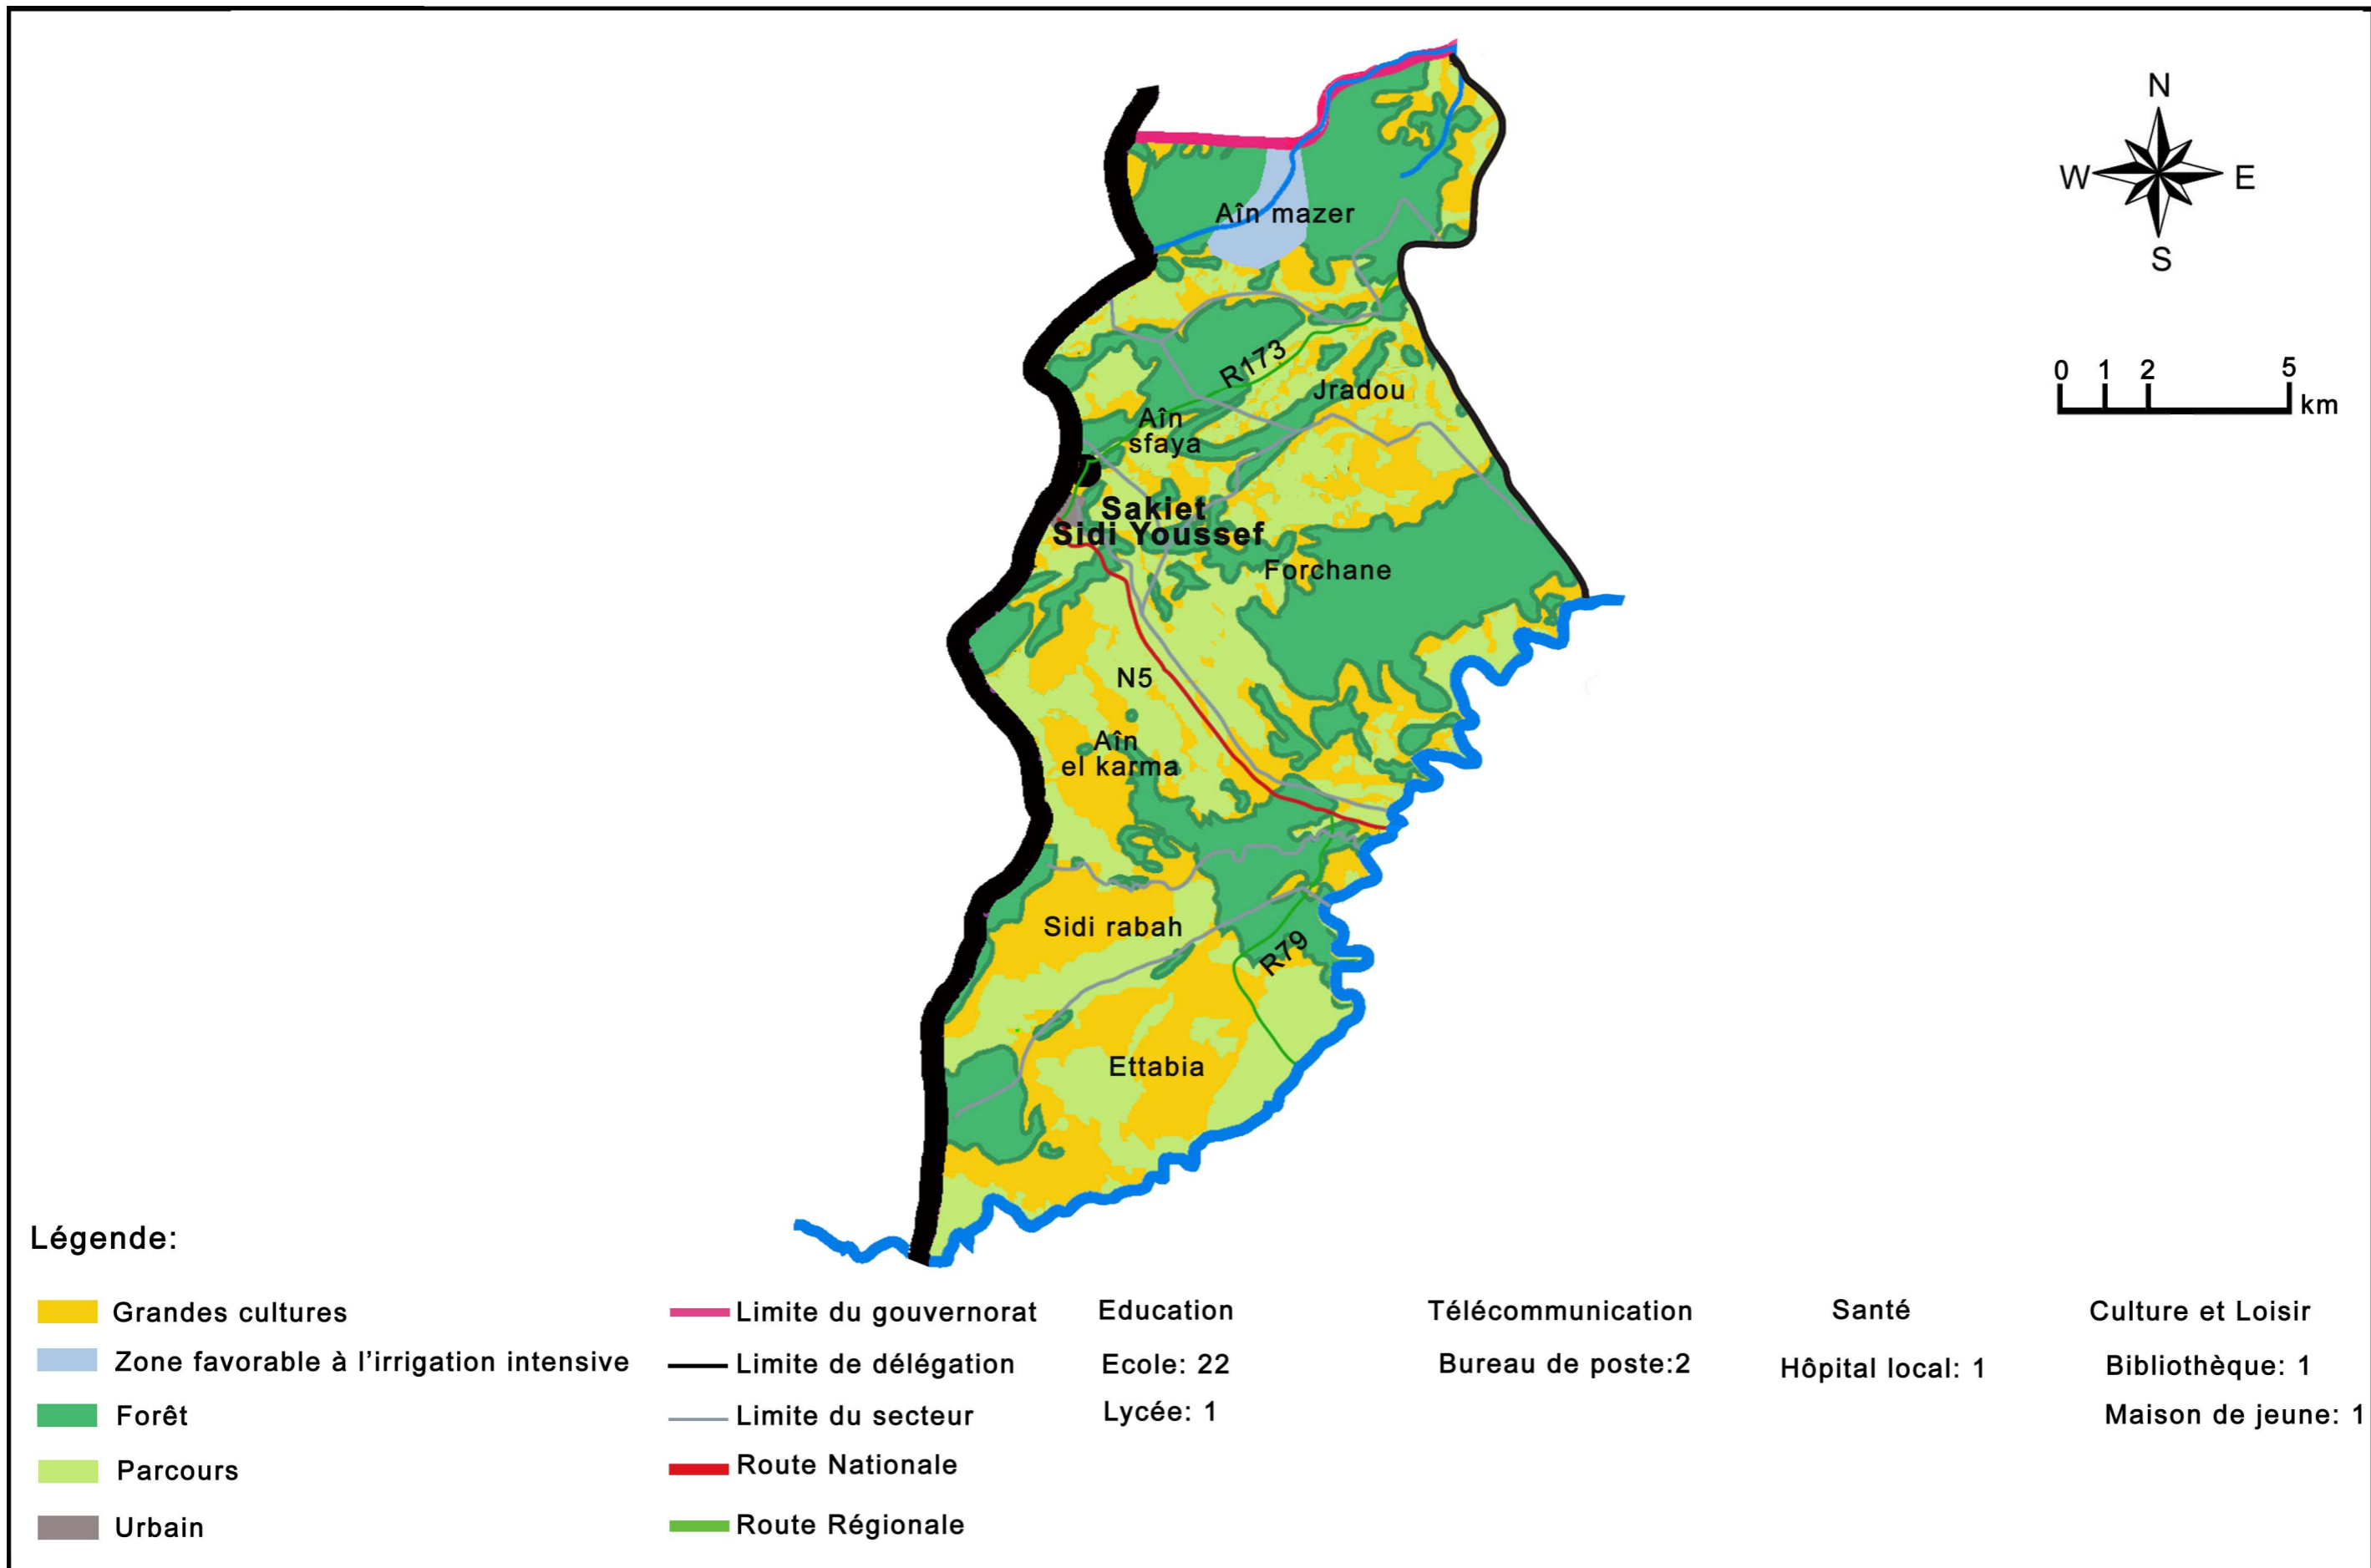 N
W
E
S
0 1 2 5
km
Aîn mazer
R173
Jradou
Aîn
sfaya
Sakiet
Sidi Youssef
Forchane
N5
Aîn
el karma
Sidi rabah
R79
Ettabia
Légende:
Grandes cultures
Zone favorable à l'irrigation intensive
Forêt
Parcours
Urbain
Limite du gouvernorat
Limite de délégation
Limite du secteur
Route Nationale
Route Régionale
Education
Ecole: 22
Lycée: 1
Télécommunication
Bureau de poste:2
Santé
Hôpital local: 1
Culture et Loisir
Bibliothèque: 1
Maison de jeune: 1